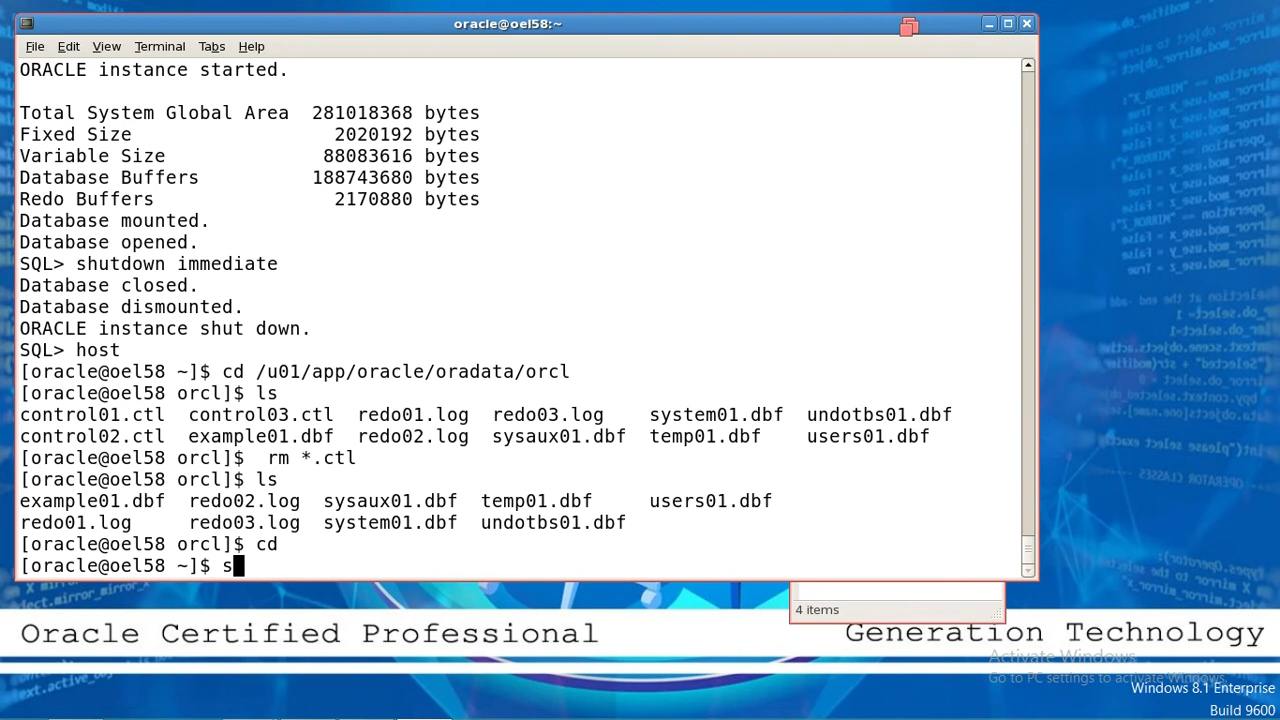 oracle@oel58:~
File Edit View Terminal Tabs Help
ORACLE instance started.
Total System Global Area  281018368 bytes
Fixed Size                  2020192 bytes
Variable Size              88083616 bytes
Database Buffers          188743680 bytes
Redo Buffers                2170880 bytes
Database mounted.
Database opened.
SQL> shutdown immediate
Database closed.
Database dismounted.
ORACLE instance shut down.
SQL> host
[oracle@oel58 ~]$ cd /u01/app/oracle/oradata/orcl
[oracle@oel58 orcl]$ ls
control01.ctl  control03.ctl  redo01.log  redo03.log    system01.dbf  undotbs01.dbf
control02.ctl  example01.dbf  redo02.log  sysaux01.dbf  temp01.dbf    users01.dbf
[oracle@oel58 orcl]$  rm *.ctl
[oracle@oel58 orcl]$ ls
example01.dbf  redo02.log  sysaux01.dbf  temp01.dbf     users01.dbf
redo01.log     redo03.log  system01.dbf  undotbs01.dbf
[oracle@oel58 orcl]$ cd
[oracle@oel58 ~]$ s
4 items
Oracle Certified Professional
Generation Technology
Activate Windows
Go to PC settings to activate Windows.
Windows 8.1 Enterprise
Build 9600